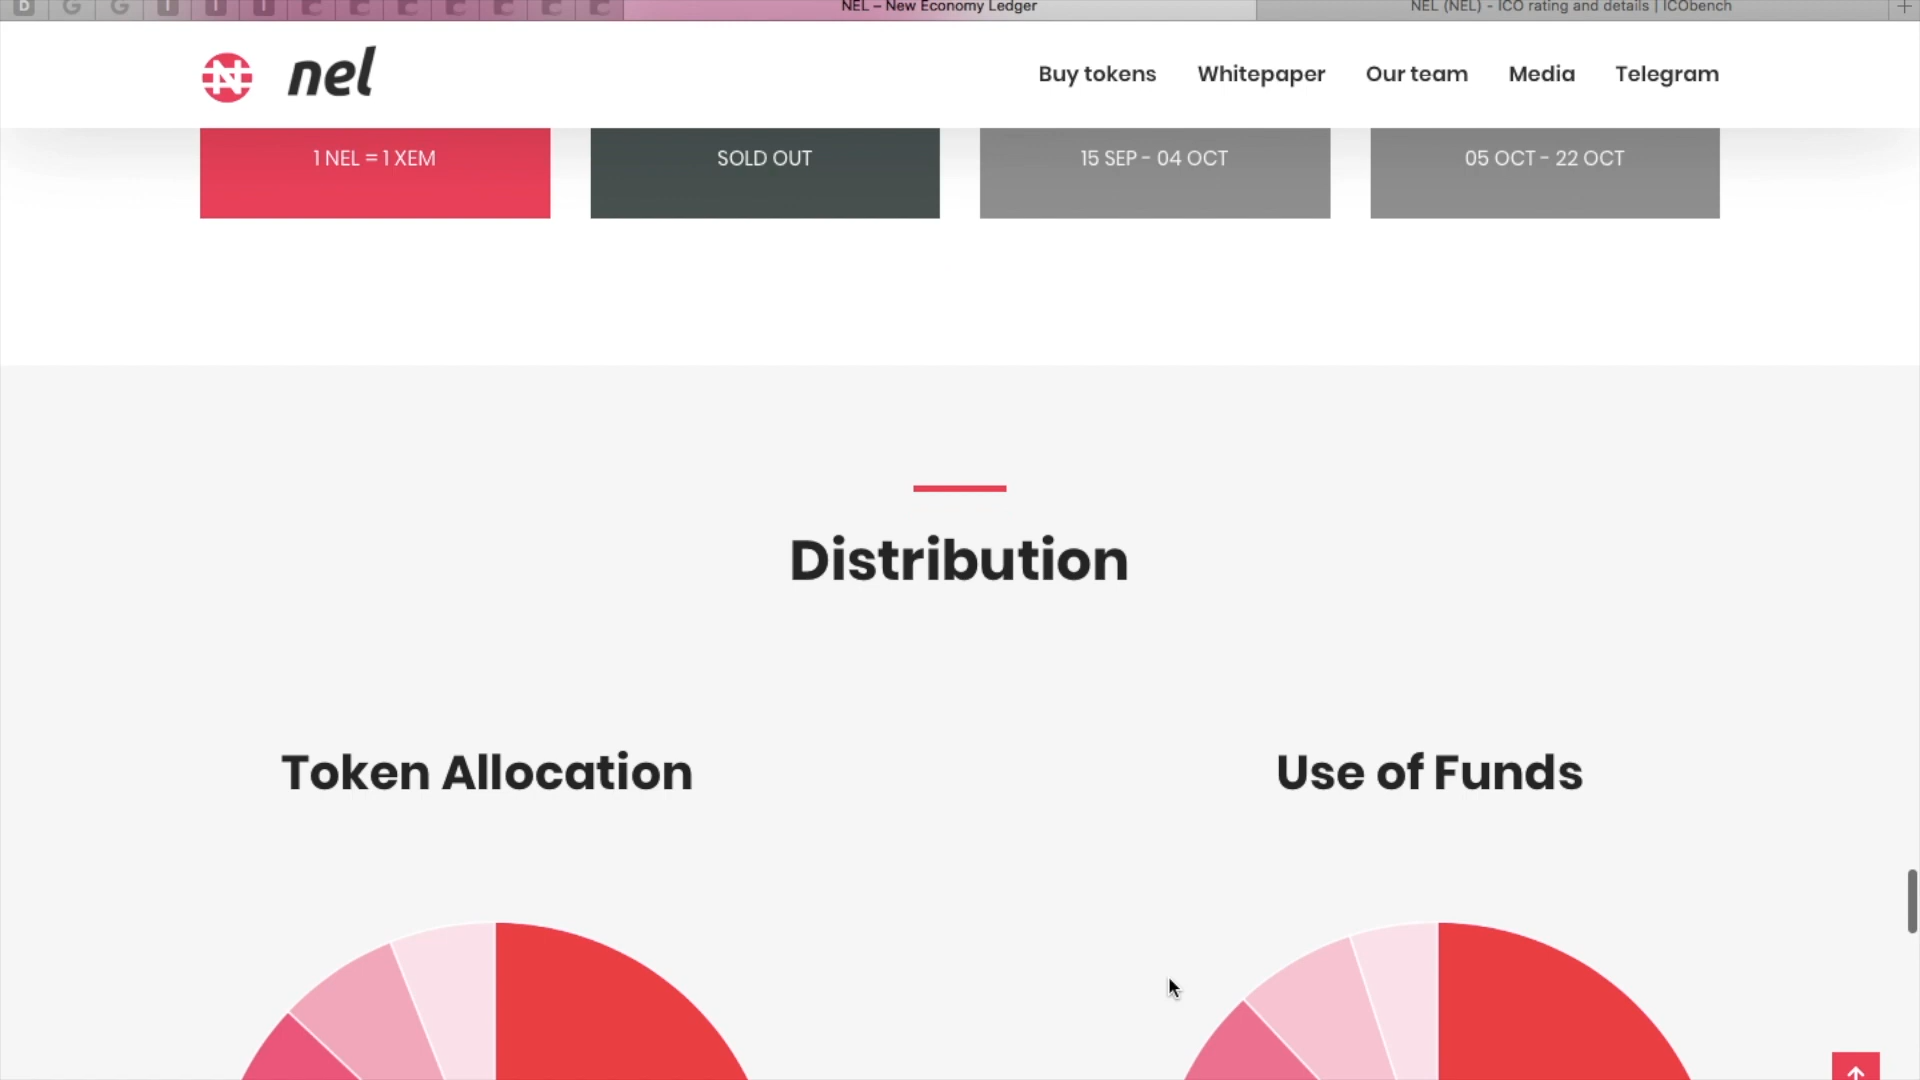 NEL – New Economy Ledger
NEL (NEL) - ICO rating and details | ICObench
nel
Buy tokens
Whitepaper
Our team
Media
Telegram
1 NEL = 1 XEM
SOLD OUT
15 SEP - 04 OCT
05 OCT - 22 OCT
Distribution
Token Allocation
Use of Funds